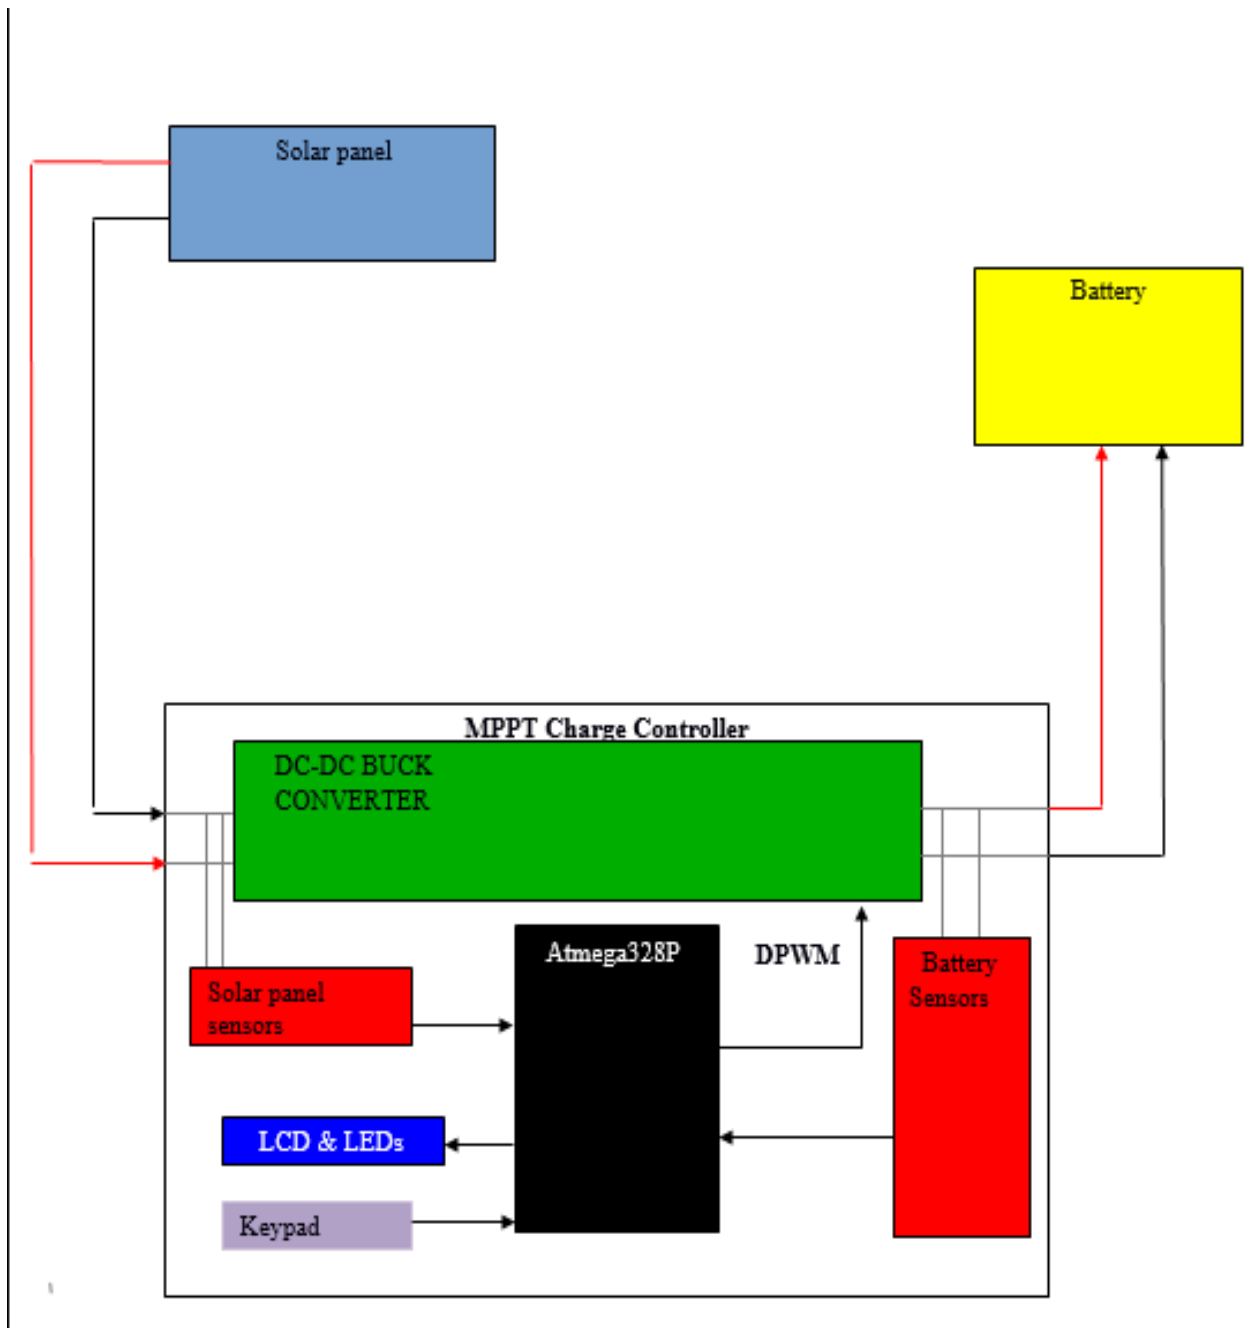 Solar panel
Battery
MPPT Charge Controller
DC-DC BUCK
CONVERTER
Atmega328P
DPWM
Battery
Sensors
Solar panel
sensors
LCD & LEDs
Keypad